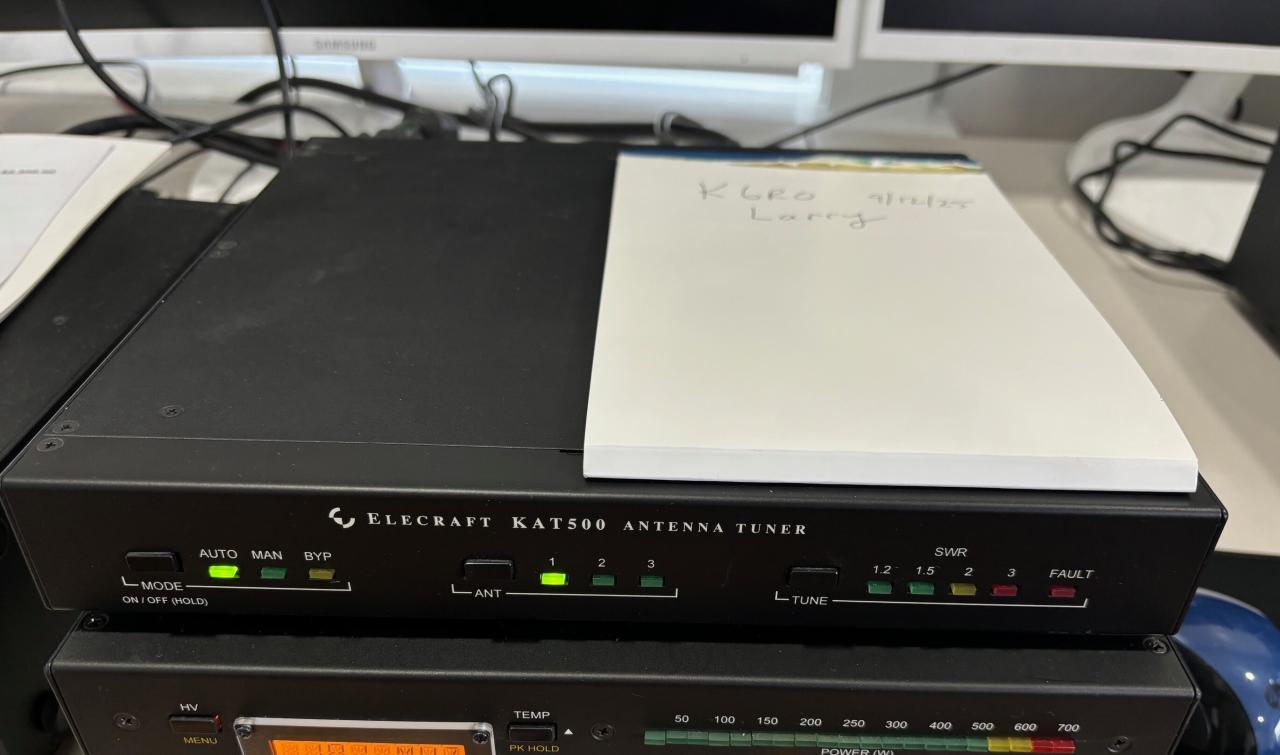 SAMSUNG
K6RO 9/12/25
Larry
ELECRAFT KAT500 ANTENNA TUNER
AUTO MAN BYP
MODE
ON / OFF (HOLD)
1 2 3
ANT
SWR
1.2 1.5 2 3 FAULT
TUNE
HV
MENU
TEMP
PK HOLD
50 100 150 200 250 300 400 500 600 700
POWER (W)